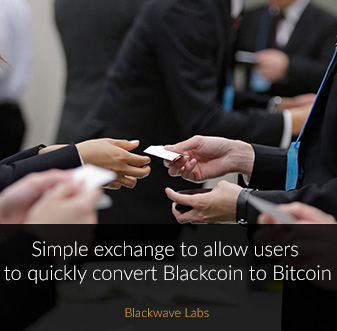 Simple exchange to allow users
to quickly convert Blackcoin to Bitcoin
Blackwave Labs